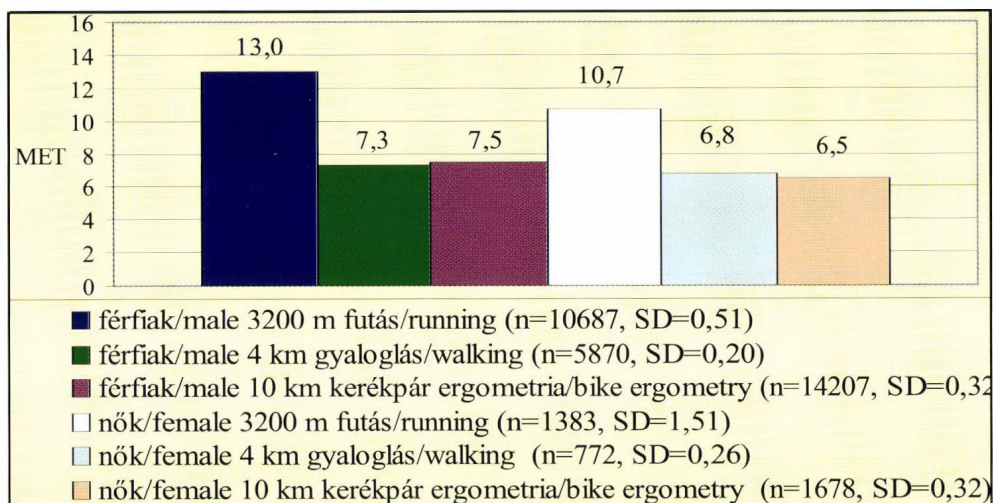 16
14
12
10
8
6
4
2
0
MET
13,0
7,3
7,5
10,7
6,8
6,5
férfiak/male 3200 m futás/running (n=10687, SD=0,51)
férfiak/male 4 km gyaloglás/walking (n=5870, SD=0,20)
férfiak/male 10 km kerékpár ergometria/bike ergometry (n=14207, SD=0,32
nők/female 3200 m futás/running (n=1383, SD=1,51)
nők/female 4 km gyaloglás/walking (n=772, SD=0,26)
nők/female 10 km kerékpár ergometria/bike ergometry (n=1678, SD=0,32)